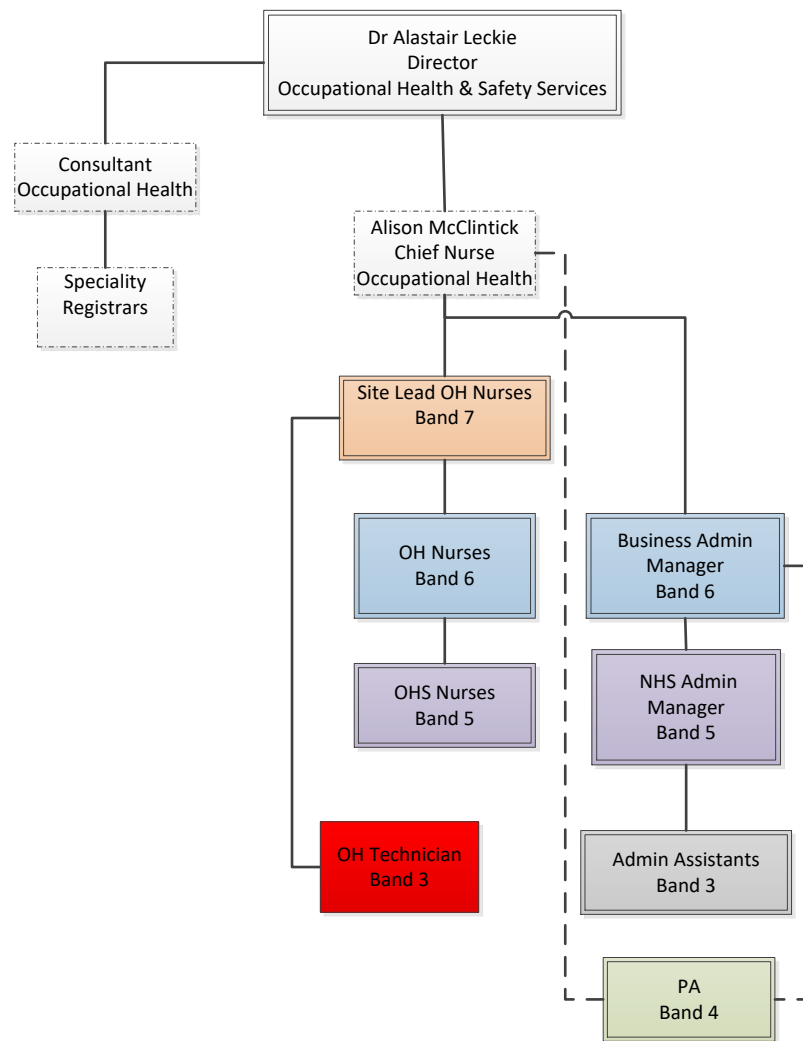 Dr Alastair Leckie
Director
Occupational Health & Safety Services
Consultant
Occupational Health
Speciality
Registrars
Alison McClintick
Chief Nurse
Occupational Health
Site Lead OH Nurses
Band 7
OH Nurses
Band 6
Business Admin
Manager
Band 6
OHS Nurses
Band 5
NHS Admin
Manager
Band 5
OH Technician
Band 3
Admin Assistants
Band 3
PA
Band 4